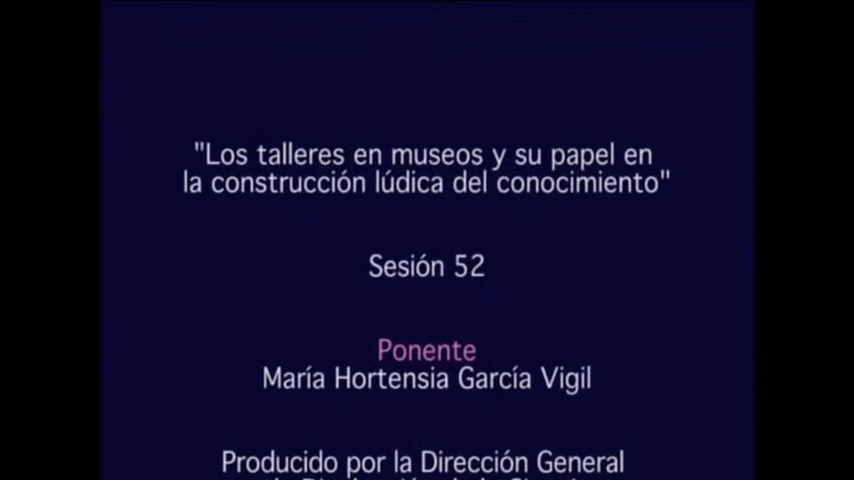 "Los talleres en museos y su papel en
la construcción lúdica del conocimiento"
Sesión 52
Ponente
María Hortensia García Vigil
Producido por la Dirección General